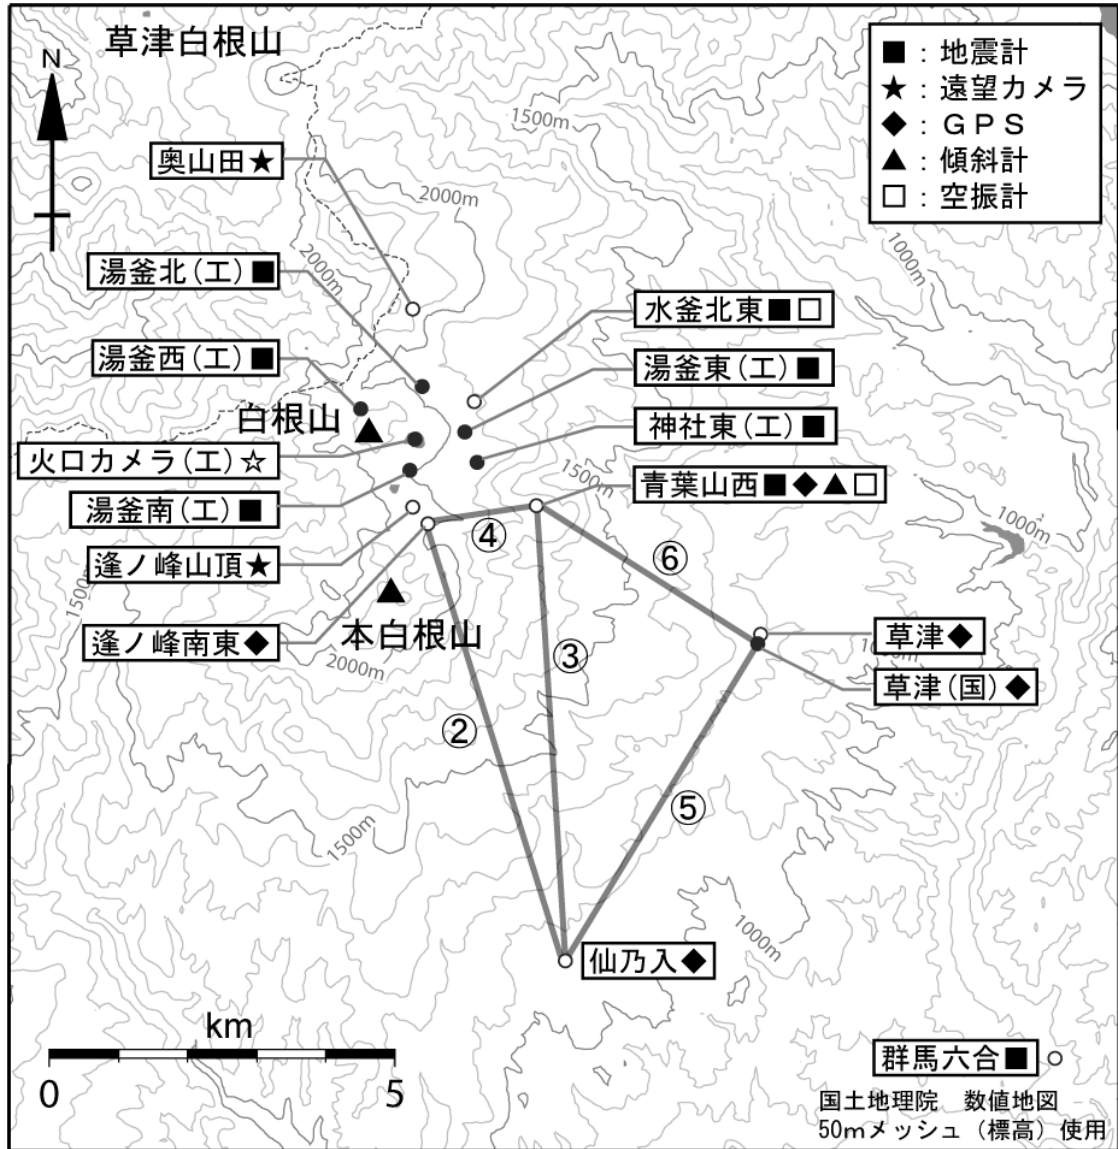 草津白根山
N
■：地震計
★：遠望カメラ
◆：ＧＰＳ
▲：傾斜計
□：空振計
1500m
奥山田★
2000m
1000m
2000m
湯釜北(工)■
水釜北東■□
湯釜西(工)■
湯釜東(工)■
白根山
神社東(工)■
火口カメラ(工)☆
1500m
青葉山西■◆▲□
湯釜南(工)■
1000m
④
⑥
逢ノ峰山頂★
1500m
逢ノ峰南東◆
本白根山
草津◆
2000m
③
草津(国)◆
②
⑤
1500m
1000m
仙乃入◆
km
0
5
群馬六合■
国土地理院　数値地図
50mメッシュ（標高）使用